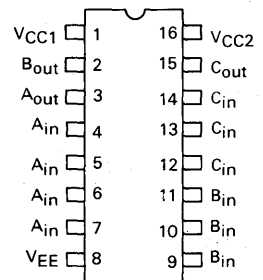 VCC1 1 16 VCC2
Bout 2 15 Cout
Aout 3 14 Cin
Ain 4 13 Cin
Ain 5 12 Cin
Ain 6 11 Bin
Ain 7 10 Bin
VEE 8 9 Bin